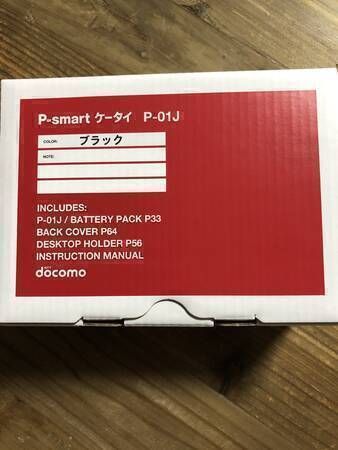 P-smart ケータイ P-01J
COLOR: ブラック
NOTE:
INCLUDES:
P-01J / BATTERY PACK P33
BACK COVER P64
DESKTOP HOLDER P56
INSTRUCTION MANUAL
döcomo